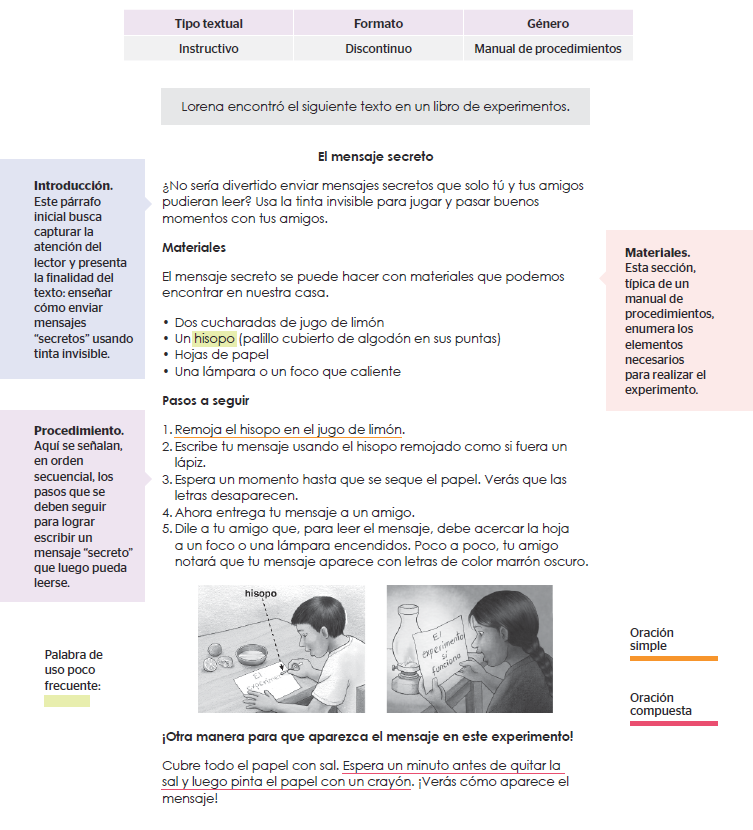 Tipo textual Formato Género
Instructivo Discontinuo Manual de procedimientos
Lorena encontró el siguiente texto en un libro de experimentos.
El mensaje secreto
Introducción.
Este párrafo
inicial busca
capturar la
atención del
lector y presenta
la finalidad del
texto: enseñar
cómo enviar
mensajes
“secretos” usando
tinta invisible.
¿No sería divertido enviar mensajes secretos que solo tú y tus amigos
pudieran leer? Usa la tinta invisible para jugar y pasar buenos
momentos con tus amigos.
Materiales
El mensaje secreto se puede hacer con materiales que podemos
encontrar en nuestra casa.
• Dos cucharadas de jugo de limón
• Un hisopo (palillo cubierto de algodón en sus puntas)
• Hojas de papel
• Una lámpara o un foco que caliente
Materiales.
Esta sección,
típica de un
manual de
procedimientos,
enumera los
elementos
necesarios
para realizar el
experimento.
Pasos a seguir
1. Remoja el hisopo en el jugo de limón.
2. Escribe tu mensaje usando el hisopo remojado como si fuera un
lápiz.
3. Espera un momento hasta que se seque el papel. Verás que las
letras desaparecen.
4. Ahora entrega tu mensaje a un amigo.
5. Dile a tu amigo que, para leer el mensaje, debe acercar la hoja
a un foco o una lámpara encendidos. Poco a poco, tu amigo
notará que tu mensaje aparece con letras de color marrón oscuro.
Procedimiento.
Aquí se señalan,
en orden
secuencial, los
pasos que se
deben seguir
para lograr
escribir un
mensaje “secreto”
que luego pueda
leerse.
hisopo
El
experimen
El
experimento
sí
funciona
Palabra de
uso poco
frecuente:
Oración
simple
Oración
compuesta
¡Otra manera para que aparezca el mensaje en este experimento!
Cubre todo el papel con sal. Espera un minuto antes de quitar la
sal y luego pinta el papel con un crayón. ¡Verás cómo aparece el
mensaje!